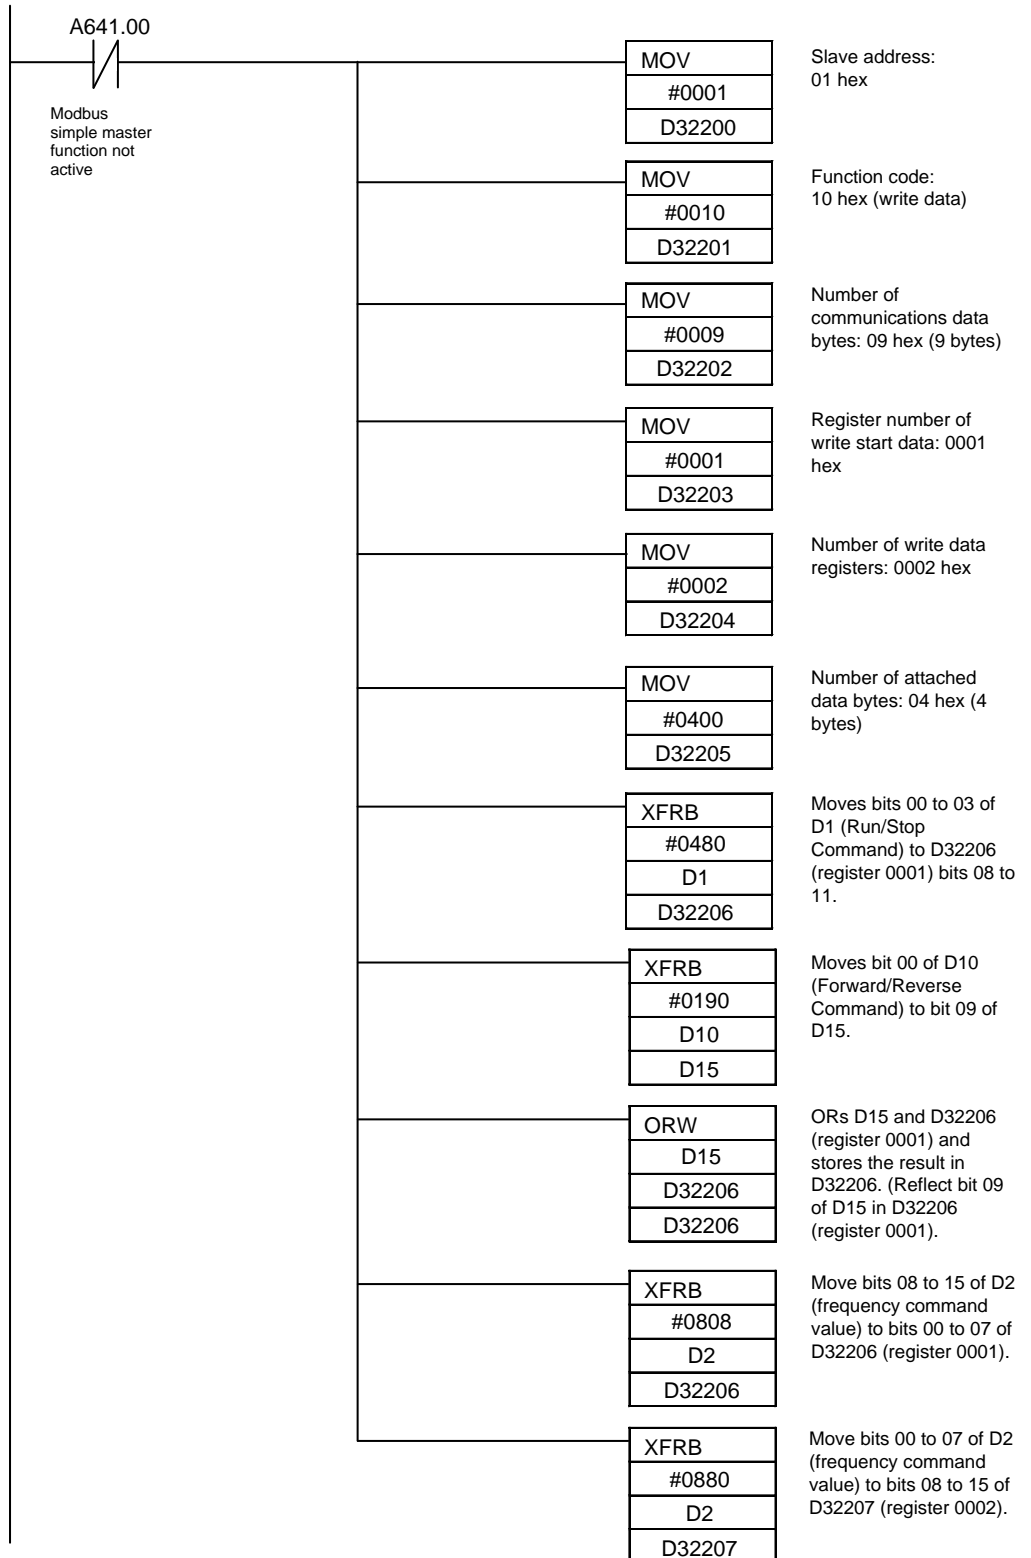 A641.00
Modbus
simple master
function not
active
MOV
#0001
D32200
Slave address:
01 hex
MOV
#0010
D32201
Function code:
10 hex (write data)
MOV
#0009
D32202
Number of
communications data
bytes: 09 hex (9 bytes)
MOV
#0001
D32203
Register number of
write start data: 0001
hex
MOV
#0002
D32204
Number of write data
registers: 0002 hex
MOV
#0400
D32205
Number of attached
data bytes: 04 hex (4
bytes)
XFRB
#0480
D1
D32206
Moves bits 00 to 03 of
D1 (Run/Stop
Command) to D32206
(register 0001) bits 08 to
11.
XFRB
#0190
D10
D15
Moves bit 00 of D10
(Forward/Reverse
Command) to bit 09 of
D15.
ORW
D15
D32206
D32206
ORs D15 and D32206
(register 0001) and
stores the result in
D32206. (Reflect bit 09
of D15 in D32206
(register 0001).
XFRB
#0808
D2
D32206
Move bits 08 to 15 of D2
(frequency command
value) to bits 00 to 07 of
D32206 (register 0001).
XFRB
#0880
D2
D32207
Move bits 00 to 07 of D2
(frequency command
value) to bits 08 to 15 of
D32207 (register 0002).